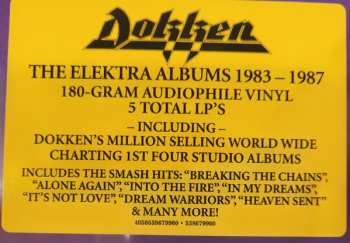 Dokken
THE ELEKTRA ALBUMS 1983 – 1987
180-GRAM AUDIOPHILE VINYL
5 TOTAL LP'S
– INCLUDING –
DOKKEN'S MILLION SELLING WORLD WIDE
CHARTING 1ST FOUR STUDIO ALBUMS
INCLUDES THE SMASH HITS: "BREAKING THE CHAINS",
"ALONE AGAIN", "INTO THE FIRE", "IN MY DREAMS",
"IT'S NOT LOVE", "DREAM WARRIORS", "HEAVEN SENT"
& MANY MORE!
4050538679960 • 538679960